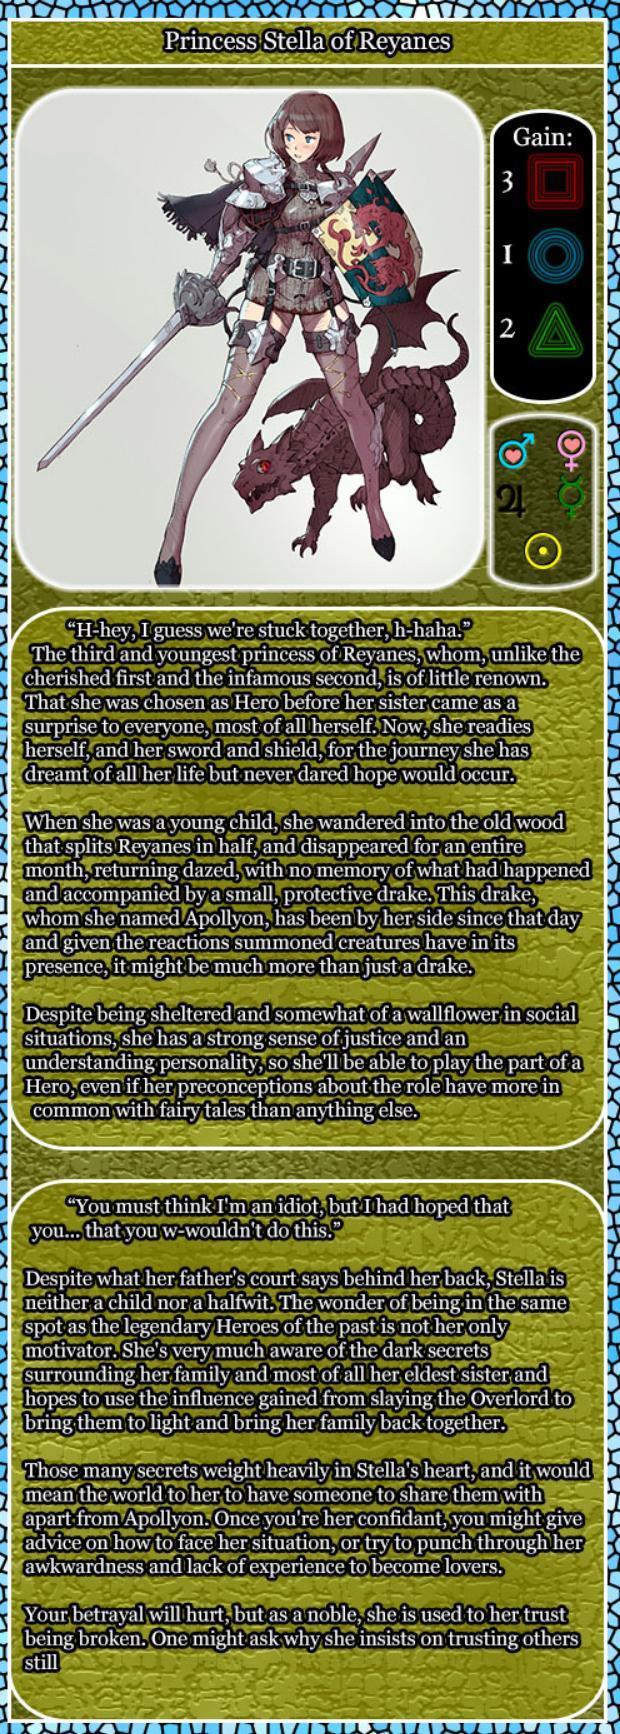 Princess Stella of Reyanes
Gain:
3
1
2
“H-hey, I guess we're stuck together, h-haha.”
The third and youngest princess of Reyanes, whom, unlike the
cherished first and the infamous second, is of little renown.
That she was chosen as Hero before her sister came as a
surprise to everyone, most of all herself. Now, she readies
herself, and her sword and shield, for the journey she has
dreamt of all her life but never dared hope would occur.
When she was a young child, she wandered into the old wood
that splits Reyanes in half, and disappeared for an entire
month, returning dazed, with no memory of what had happened
and accompanied by a small, protective drake. This drake,
whom she named Apollyon, has been by her side since that day
and given the reactions summoned creatures have in its
presence, it might be much more than just a drake.
Despite being sheltered and somewhat of a wallflower in social
situations, she has a strong sense of justice and an
understanding personality, so she'll be able to play the part of a
Hero, even if her preconceptions about the role have more in
common with fairy tales than anything else.
“You must think I'm an idiot, but I had hoped that
you... that you w-wouldn't do this.”
Despite what her father's court says behind her back, Stella is
neither a child nor a halfwit. The wonder of being in the same
spot as the legendary Heroes of the past is not her only
motivator. She's very much aware of the dark secrets
surrounding her family and most of all her eldest sister and
hopes to use the influence gained from slaying the Overlord to
bring them to light and bring her family back together.
Those many secrets weight heavily in Stella's heart, and it would
mean the world to her to have someone to share them with
apart from Apollyon. Once you're her confidant, you might give
advice on how to face her situation, or try to punch through her
awkwardness and lack of experience to become lovers.
Your betrayal will hurt, but as a noble, she is used to her trust
being broken. One might ask why she insists on trusting others
still